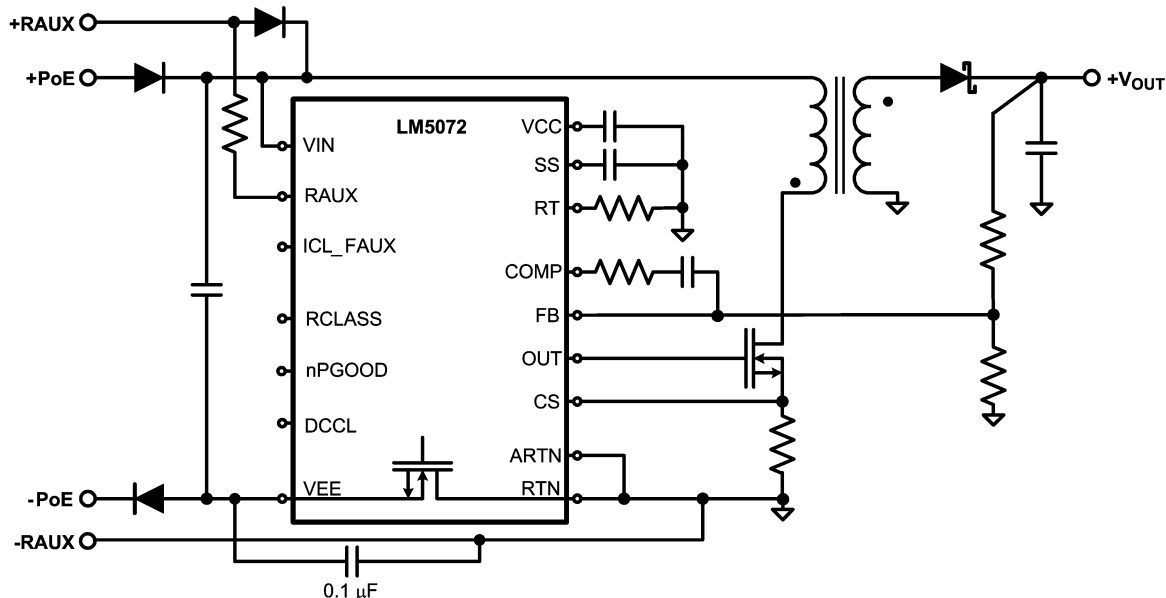 +RAUX
+PoE
LM5072
VIN
RAUX
ICL_FAUX
RCLASS
nPGOOD
DCCL
VEE
VCC
SS
RT
COMP
FB
OUT
CS
ARTN
RTN
+VOUT
-PoE
-RAUX
0.1 μF